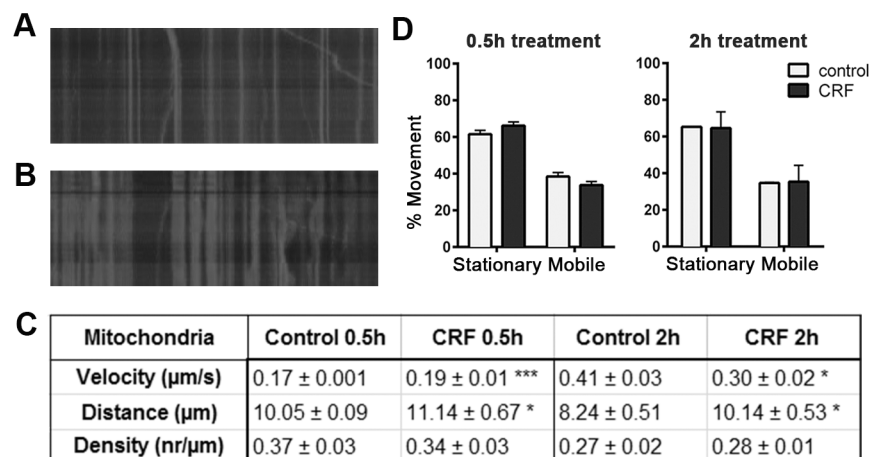 A
B
D
0.5h treatment
2h treatment
control
CRF
% Movement
100
80
60
40
20
0
Stationary Mobile
100
80
60
40
20
0
Stationary Mobile
C
Mitochondria Control 0.5h CRF 0.5h Control 2h CRF 2h
Velocity (µm/s) 0.17 ± 0.001 0.19 ± 0.01 *** 0.41 ± 0.03 0.30 ± 0.02 *
Distance (µm) 10.05 ± 0.09 11.14 ± 0.67 * 8.24 ± 0.51 10.14 ± 0.53 *
Density (nr/µm) 0.37 ± 0.03 0.34 ± 0.03 0.27 ± 0.02 0.28 ± 0.01